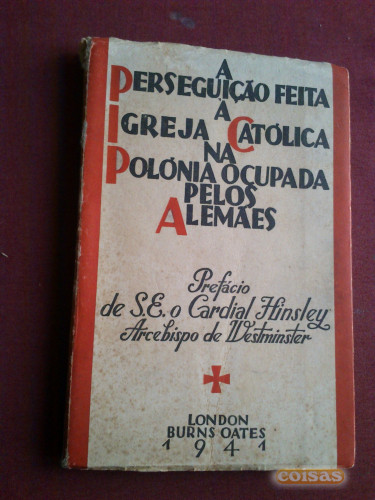 A
PERSEGUIÇÃO FEITA
À
IGREJA CATÓLICA
NA
POLÓNIA OCUPADA
PELOS
ALEMÃES
Prefácio
de S.E. o Cardial Hinsley
Arcebispo de Westminster
LONDON
BURNS OATES
1941
coisas